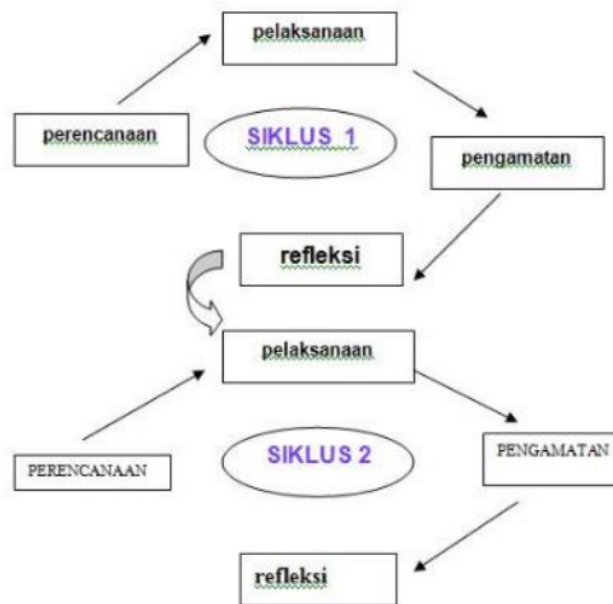 pelaksanaan
perencanaan
SIKLUS 1
pengamatan
refleksi
pelaksanaan
PERENCANAAN
SIKLUS 2
PENGAMATAN
refleksi